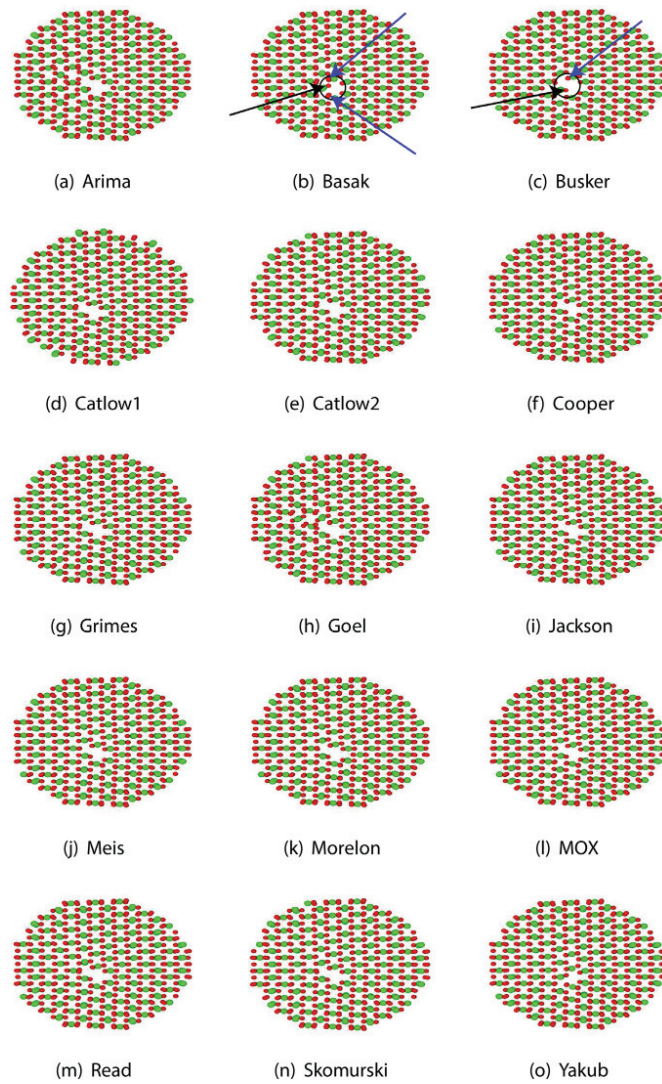 (a) Arima
(b) Basak
(c) Busker
(d) Catlow1
(e) Catlow2
(f) Cooper
(g) Grimes
(h) Goel
(i) Jackson
(j) Meis
(k) Morelon
(l) MOX
(m) Read
(n) Skomurski
(o) Yakub